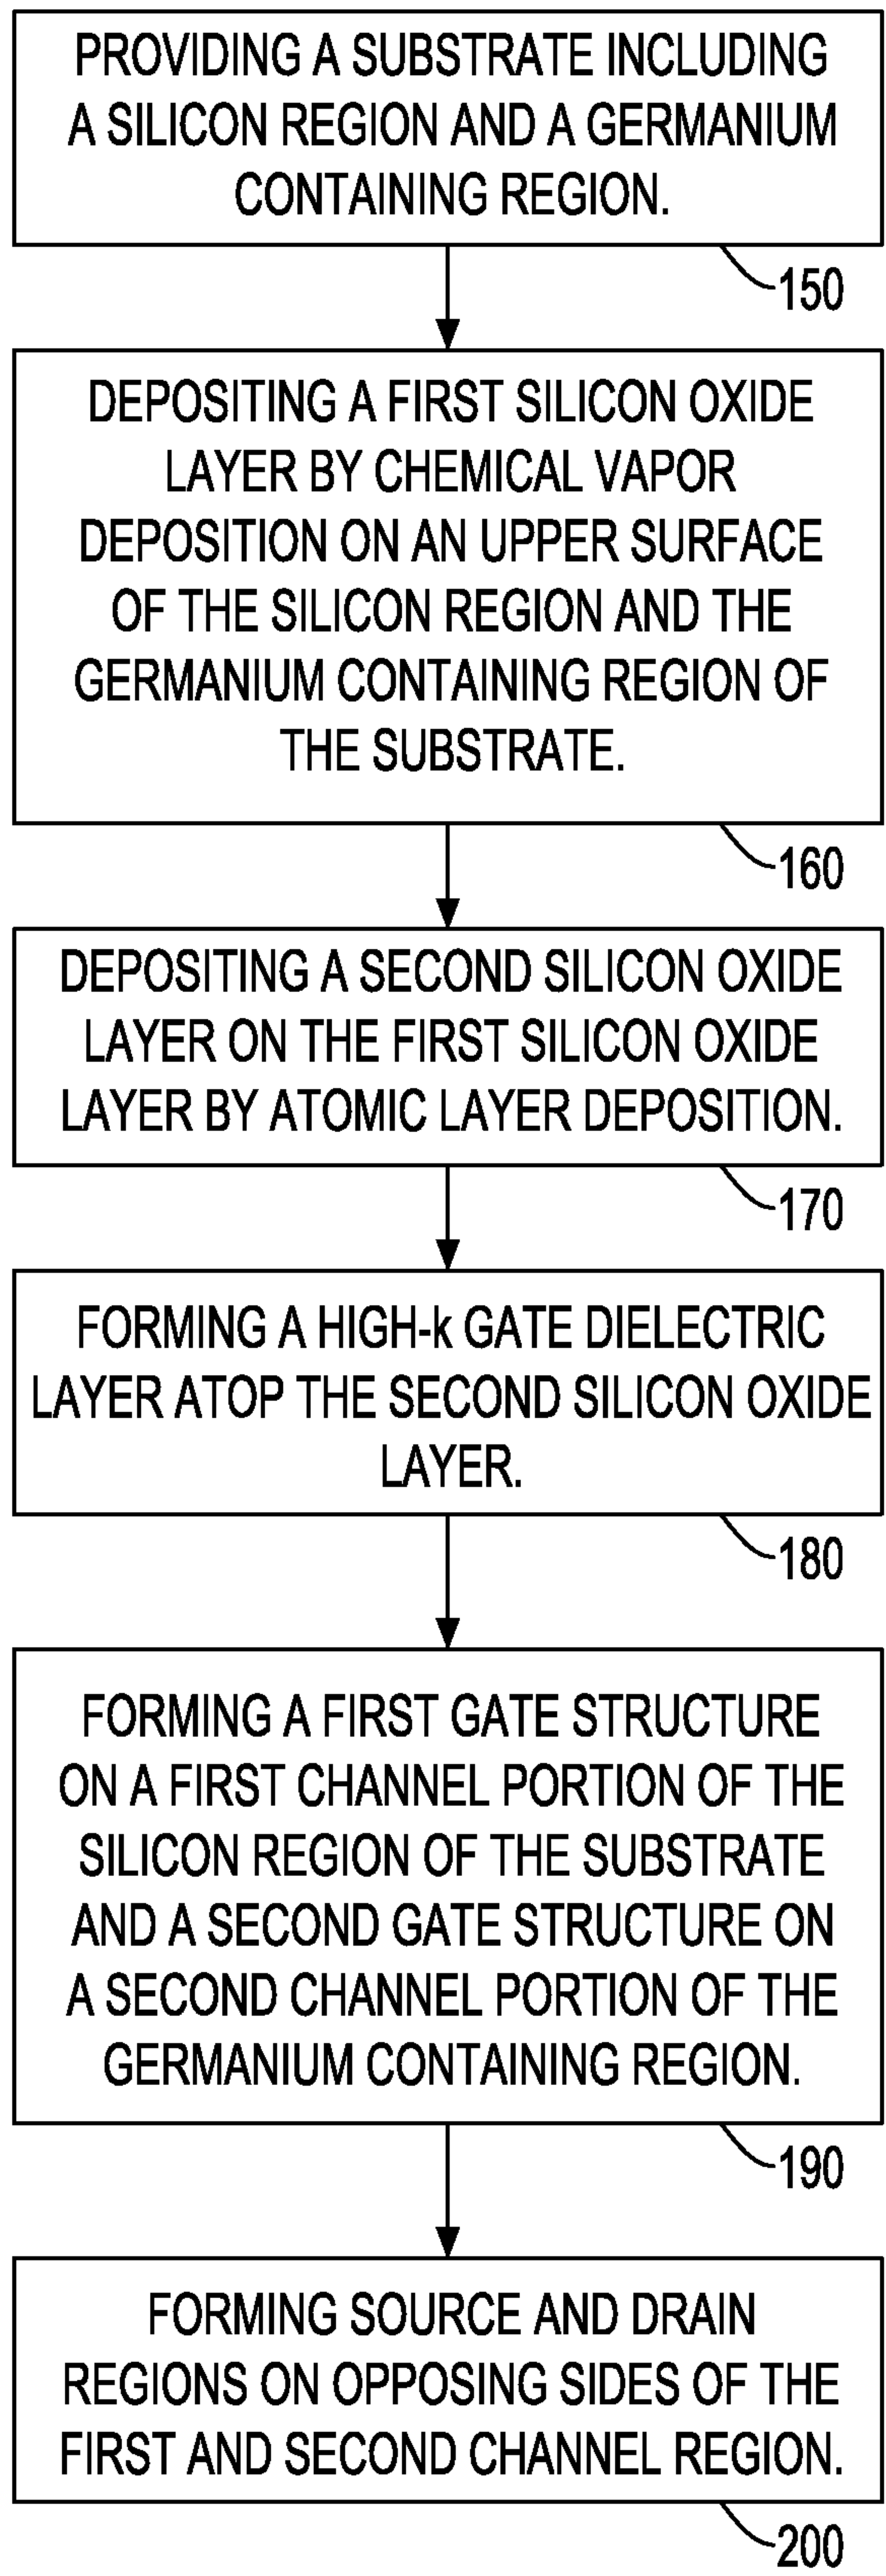 PROVIDING A SUBSTRATE INCLUDING
A SILICON REGION AND A GERMANIUM
CONTAINING REGION.
150
DEPOSITING A FIRST SILICON OXIDE
LAYER BY CHEMICAL VAPOR
DEPOSITION ON AN UPPER SURFACE
OF THE SILICON REGION AND THE
GERMANIUM CONTAINING REGION OF
THE SUBSTRATE.
160
DEPOSITING A SECOND SILICON OXIDE
LAYER ON THE FIRST SILICON OXIDE
LAYER BY ATOMIC LAYER DEPOSITION.
170
FORMING A HIGH-k GATE DIELECTRIC
LAYER ATOP THE SECOND SILICON OXIDE
LAYER.
180
FORMING A FIRST GATE STRUCTURE
ON A FIRST CHANNEL PORTION OF THE
SILICON REGION OF THE SUBSTRATE
AND A SECOND GATE STRUCTURE ON
A SECOND CHANNEL PORTION OF THE
GERMANIUM CONTAINING REGION.
190
FORMING SOURCE AND DRAIN
REGIONS ON OPPOSING SIDES OF THE
FIRST AND SECOND CHANNEL REGION.
200